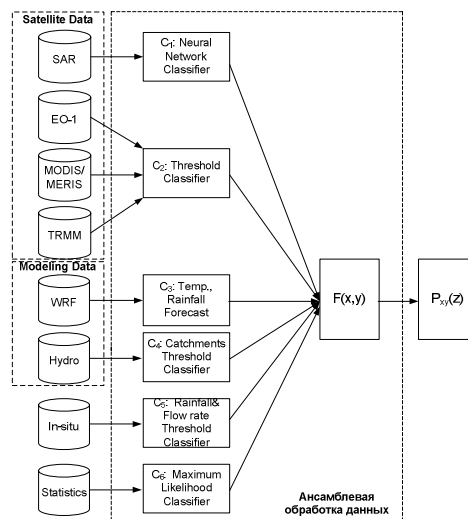 Satellite Data
SAR
EO-1
MODIS/
MERIS
TRMM
Modeling Data
WRF
Hydro
In-situ
Statistics
C₁: Neural
Network
Classifier
C₂: Threshold
Classifier
C₃: Temp.,
Rainfall
Forecast
C₄: Catchments
Threshold
Classifier
C₅: Rainfall&
Flow rate
Threshold
Classifier
C₆: Maximum
Likelihood
Classifier
F(x,y)
Pxy(z)
Ансамблевая
обработка данных